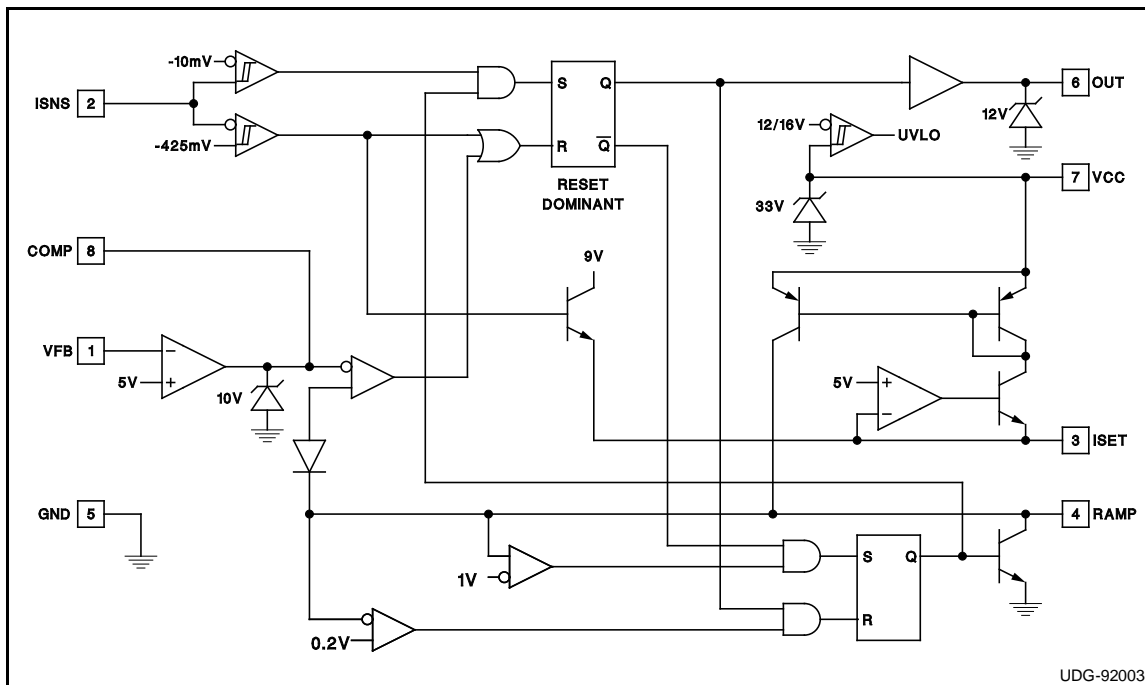 -10mV
ISNS 2
-425mV
S Q
R Q
RESET
DOMINANT
6 OUT
12V
12/16V
UVLO
7 VCC
33V
COMP 8
9V
VFB 1
-
5V
+
10V
5V
+
-
3 ISET
GND 5
4 RAMP
1V
S Q
R
0.2V
UDG-92003